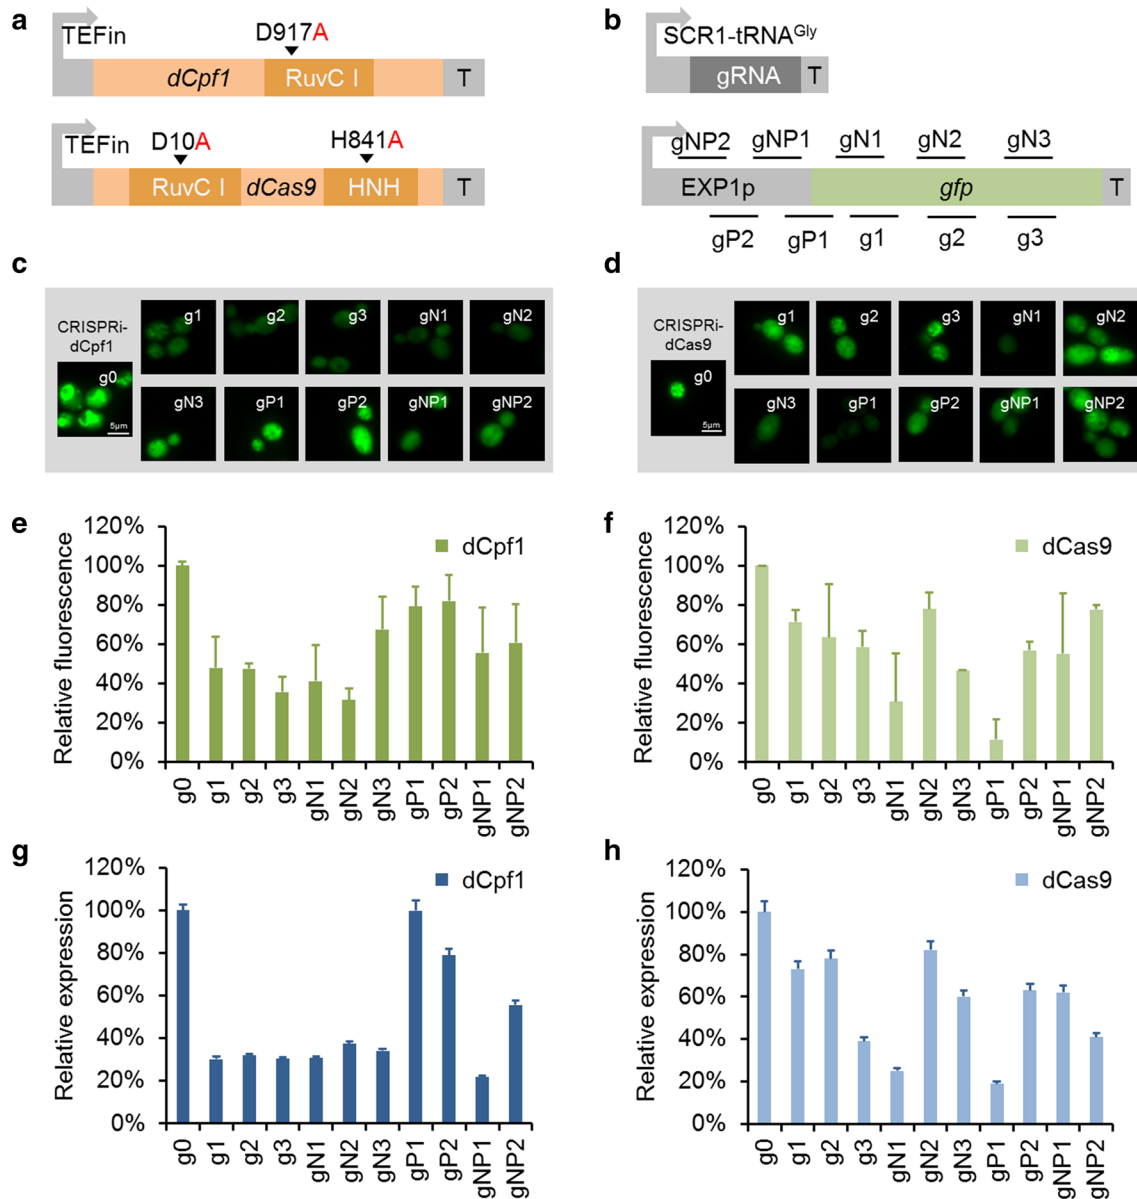 a
TEFin
D917A
dCpf1
RuvC I
T
TEFin
D10A
H841A
RuvC I
dCas9
HNH
T
b
SCR1-tRNAGly
gRNA
T
gNP2
gNP1
gN1
gN2
gN3
EXP1p
gfp
T
gP2
gP1
g1
g2
g3
c
CRISPRi-
dCpf1
g0
5µm
g1
g2
g3
gN1
gN2
gN3
gP1
gP2
gNP1
gNP2
d
CRISPRi-
dCas9
g0
5µm
g1
g2
g3
gN1
gN2
gN3
gP1
gP2
gNP1
gNP2
e
Relative fluorescence
120%
100%
80%
60%
40%
20%
0%
dCpf1
g0
g1
g2
g3
gN1
gN2
gN3
gP1
gP2
gNP1
gNP2
f
Relative fluorescence
120%
100%
80%
60%
40%
20%
0%
dCas9
g0
g1
g2
g3
gN1
gN2
gN3
gP1
gP2
gNP1
gNP2
g
Relative expression
120%
100%
80%
60%
40%
20%
0%
dCpf1
g0
g1
g2
g3
gN1
gN2
gN3
gP1
gP2
gNP1
gNP2
h
Relative expression
120%
100%
80%
60%
40%
20%
0%
dCas9
g0
g1
g2
g3
gN1
gN2
gN3
gP1
gP2
gNP1
gNP2